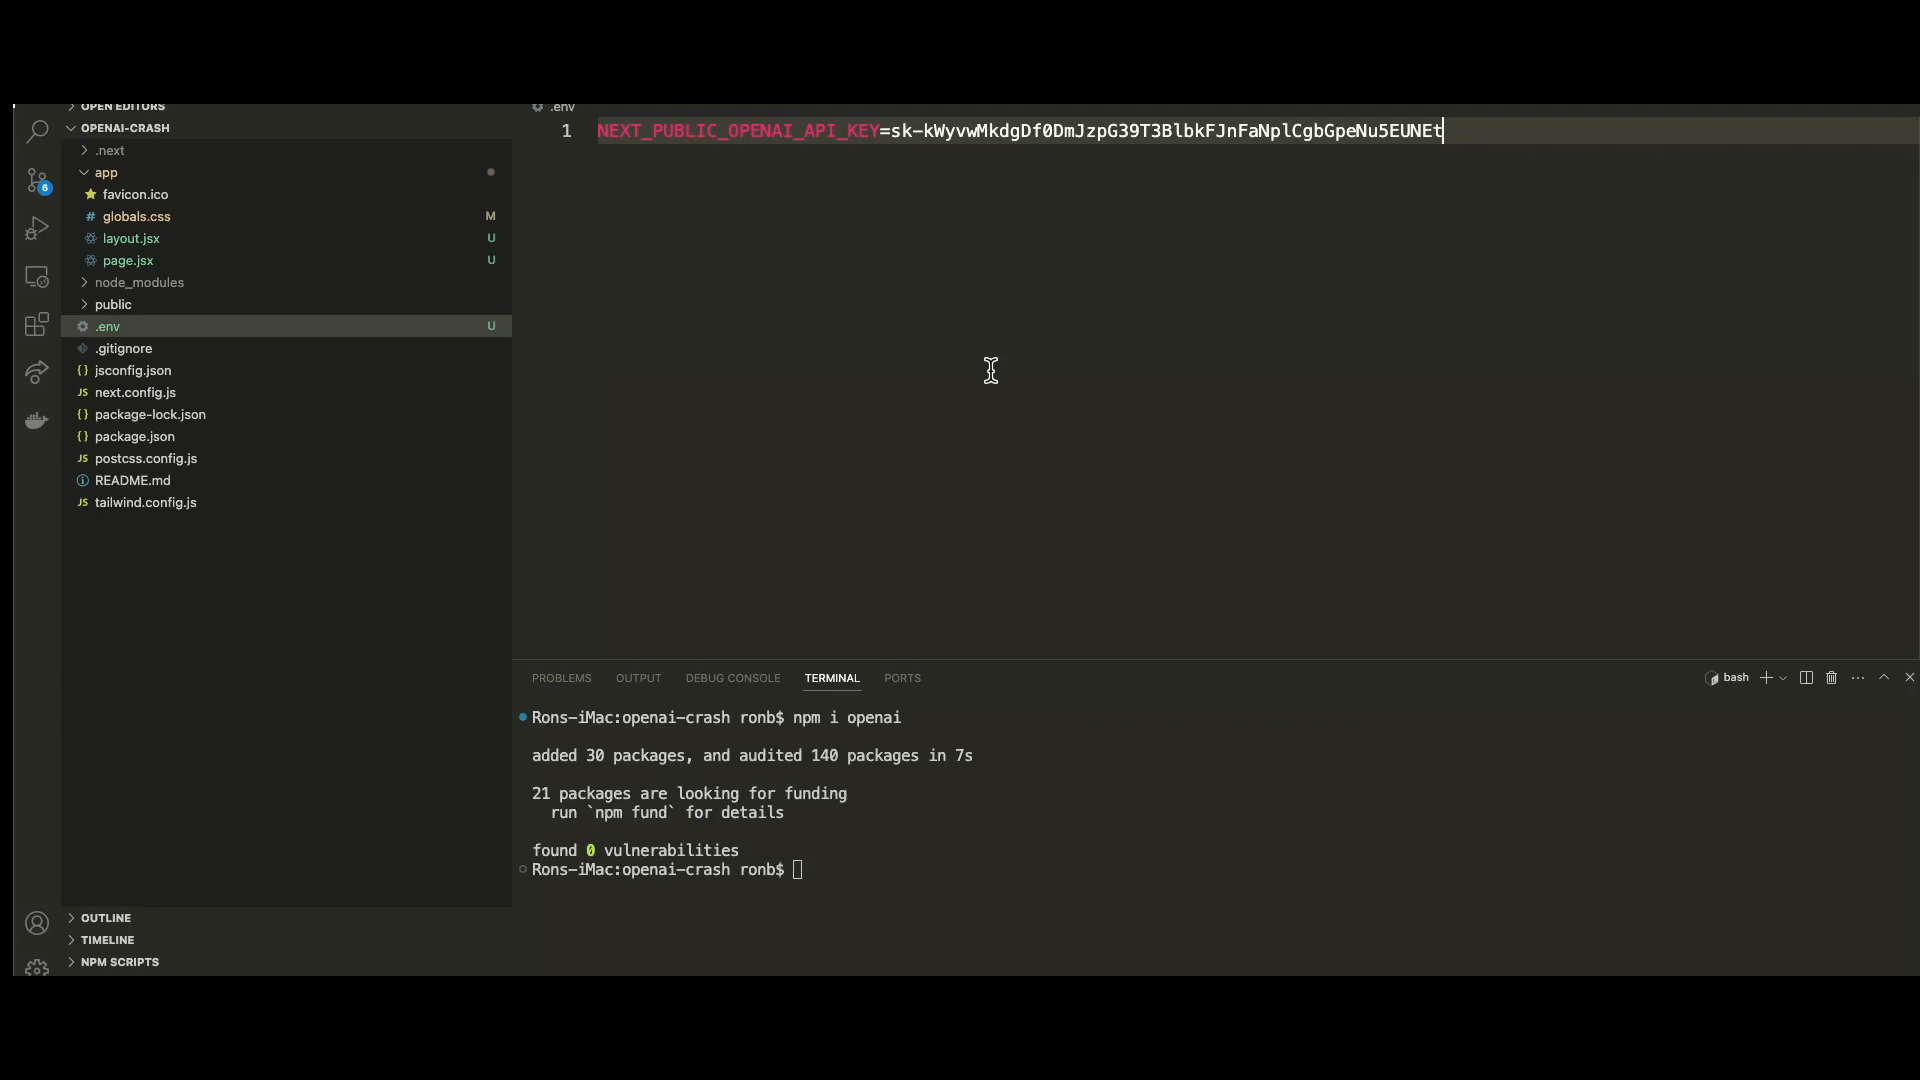 OPEN EDITORS
OPENAI-CRASH
.next
app
favicon.ico
globals.css M
layout.jsx U
page.jsx U
node_modules
public
.env U
.gitignore
jsconfig.json
next.config.js
package-lock.json
package.json
postcss.config.js
README.md
tailwind.config.js
OUTLINE
TIMELINE
NPM SCRIPTS
6
.env
1 NEXT_PUBLIC_OPENAI_API_KEY=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
PROBLEMS OUTPUT DEBUG CONSOLE TERMINAL PORTS bash
Rons-iMac:openai-crash ronb$ npm i openai
added 30 packages, and audited 140 packages in 7s
21 packages are looking for funding
run `npm fund` for details
found 0 vulnerabilities
Rons-iMac:openai-crash ronb$